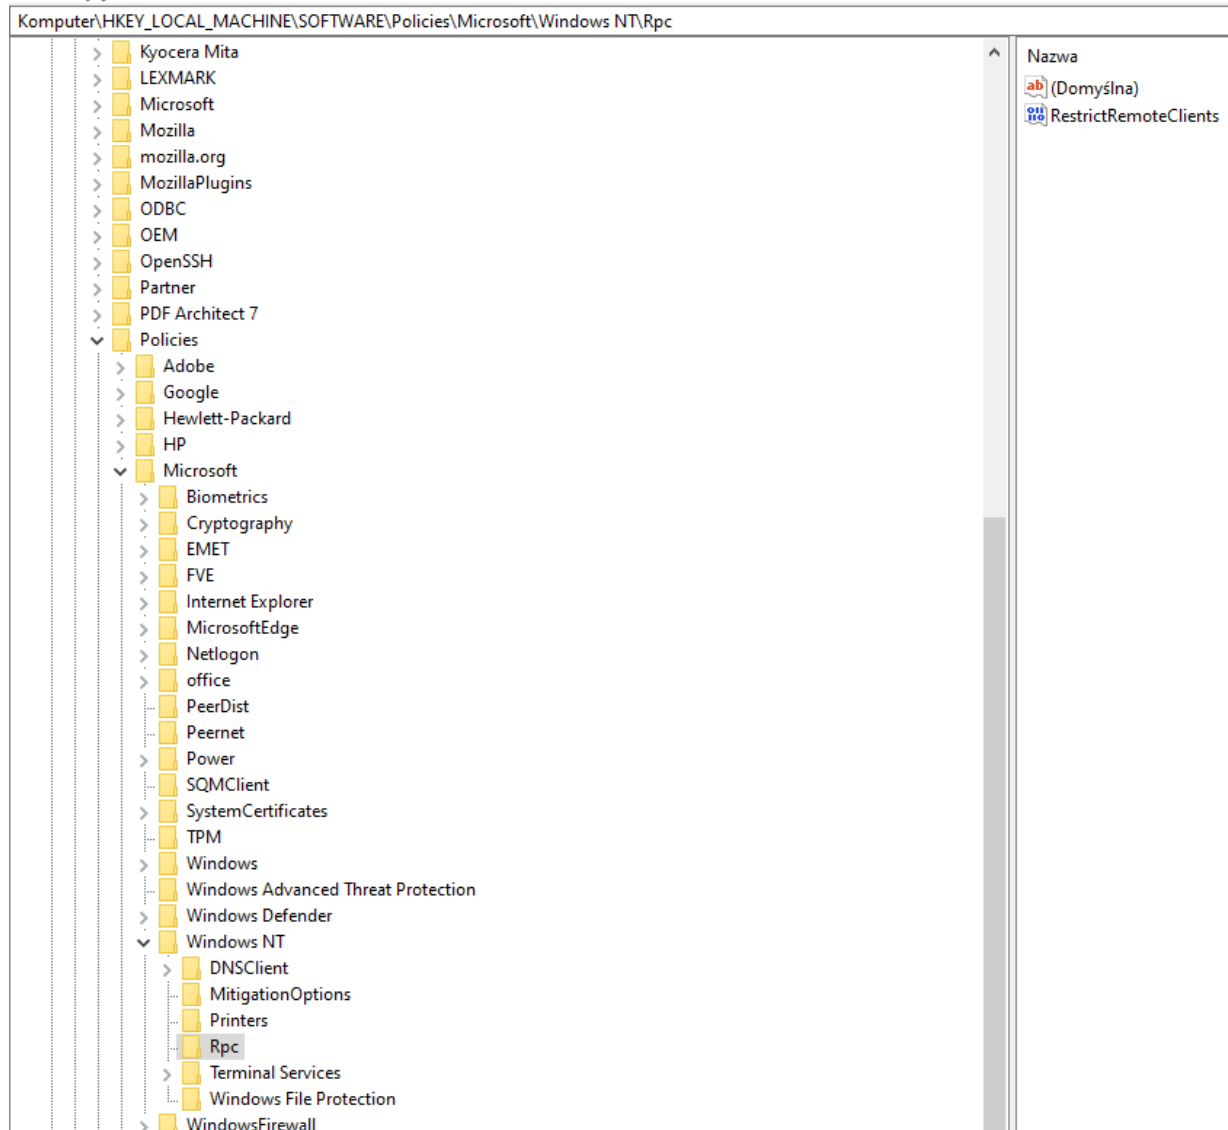 Komputer\HKEY_LOCAL_MACHINE\SOFTWARE\Policies\Microsoft\Windows NT\Rpc
Kyocera Mita
LEXMARK
Microsoft
Mozilla
mozilla.org
MozillaPlugins
ODBC
OEM
OpenSSH
Partner
PDF Architect 7
Policies
Adobe
Google
Hewlett-Packard
HP
Microsoft
Biometrics
Cryptography
EMET
FVE
Internet Explorer
MicrosoftEdge
Netlogon
office
PeerDist
Peernet
Power
SQMClient
SystemCertificates
TPM
Windows
Windows Advanced Threat Protection
Windows Defender
Windows NT
DNSClient
MitigationOptions
Printers
Rpc
Terminal Services
Windows File Protection
WindowsFirewall
Nazwa
(Domyślna)
RestrictRemoteClients